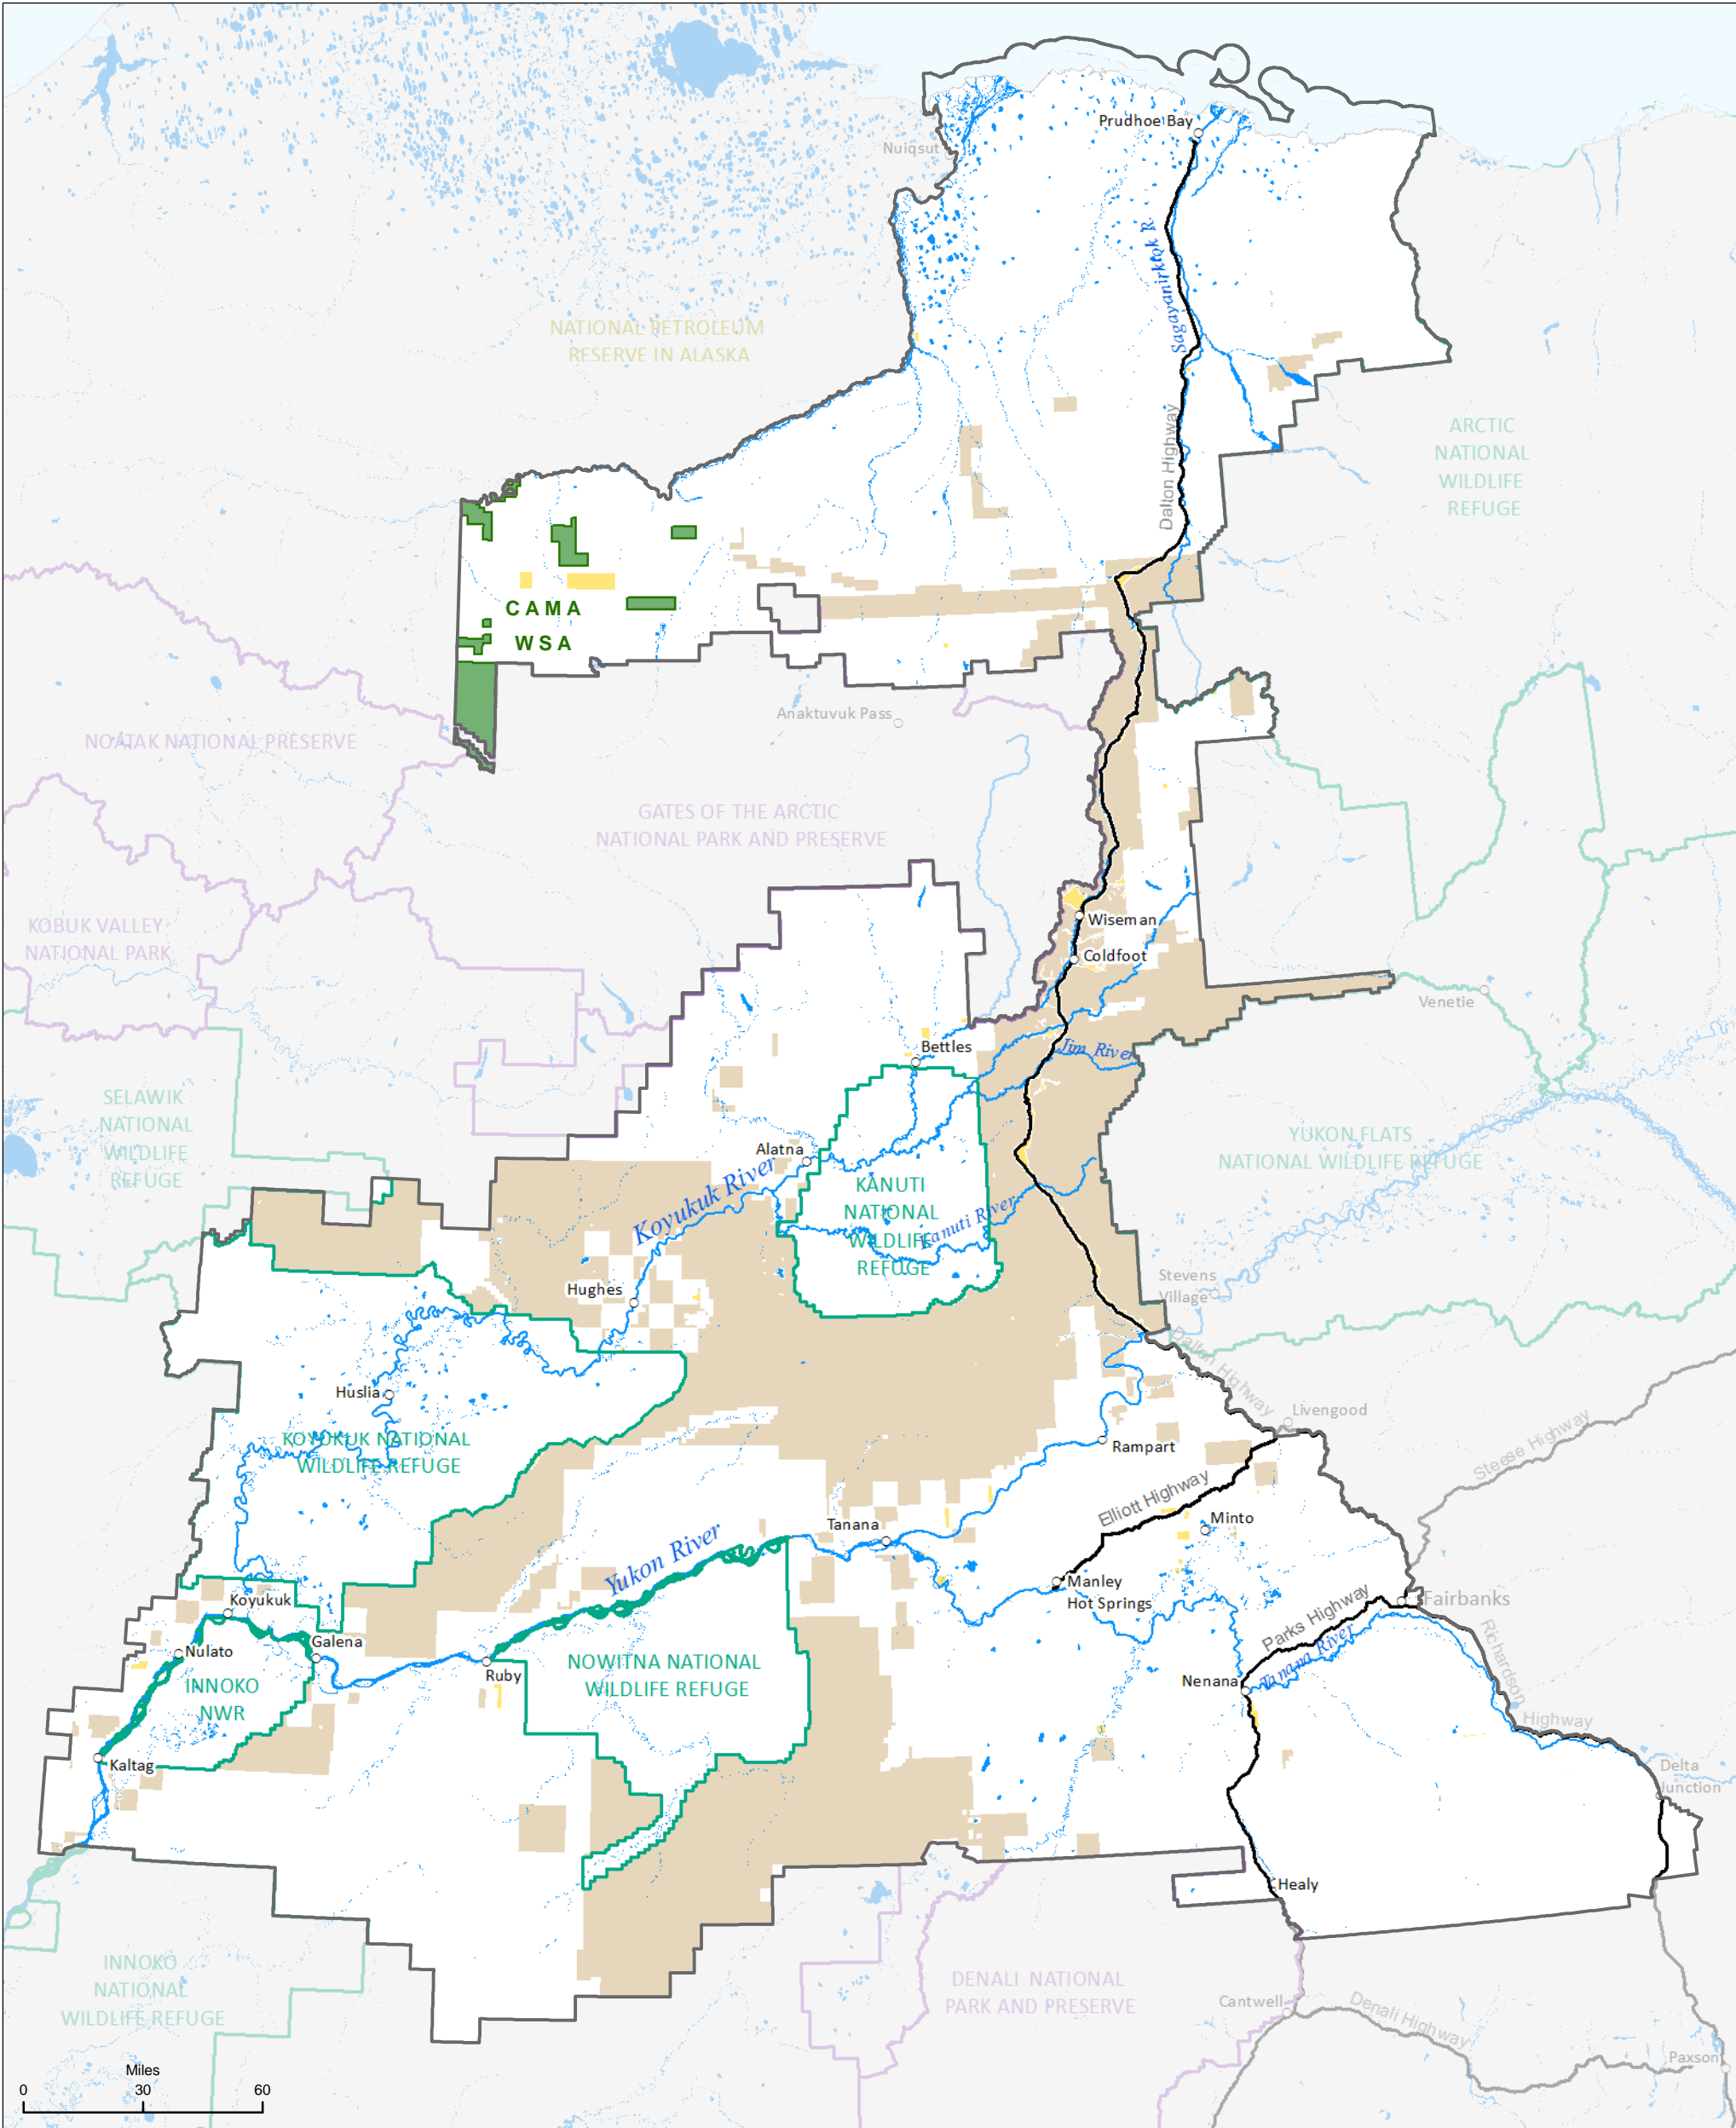 Prudhoe Bay
Nuiqsut
Sagavanirktok R.
NATIONAL PETROLEUM
RESERVE IN ALASKA
ARCTIC
NATIONAL
WILDLIFE
REFUGE
Dalton Highway
CAMA
WSA
Anaktuvuk Pass
NOATAK NATIONAL PRESERVE
GATES OF THE ARCTIC
NATIONAL PARK AND PRESERVE
KOBUK VALLEY
NATIONAL PARK
Wiseman
Coldfoot
Venetie
Bettles
Jim River
SELAWIK
NATIONAL
WILDLIFE
REFUGE
YUKON FLATS
NATIONAL WILDLIFE REFUGE
Alatna
Koyukuk River
KANUTI
NATIONAL
WILDLIFE
REFUGE
Kanuti River
Hughes
Stevens
Village
Dalton Highway
Huslia
Livengood
KOYUKUK NATIONAL
WILDLIFE REFUGE
Rampart
Steese Highway
Elliott Highway
Minto
Tanana
Yukon River
Manley
Hot Springs
Koyukuk
Fairbanks
Parks Highway
Tanana River
Nulato
Galena
Ruby
NOWITNA NATIONAL
WILDLIFE REFUGE
Richardson
Highway
INNOKO
NWR
Nenana
Kaltag
Delta
Junction
Healy
INNOKO
NATIONAL
WILDLIFE REFUGE
DENALI NATIONAL
PARK AND PRESERVE
Cantwell
Denali Highway
Paxson
Miles
0 30 60